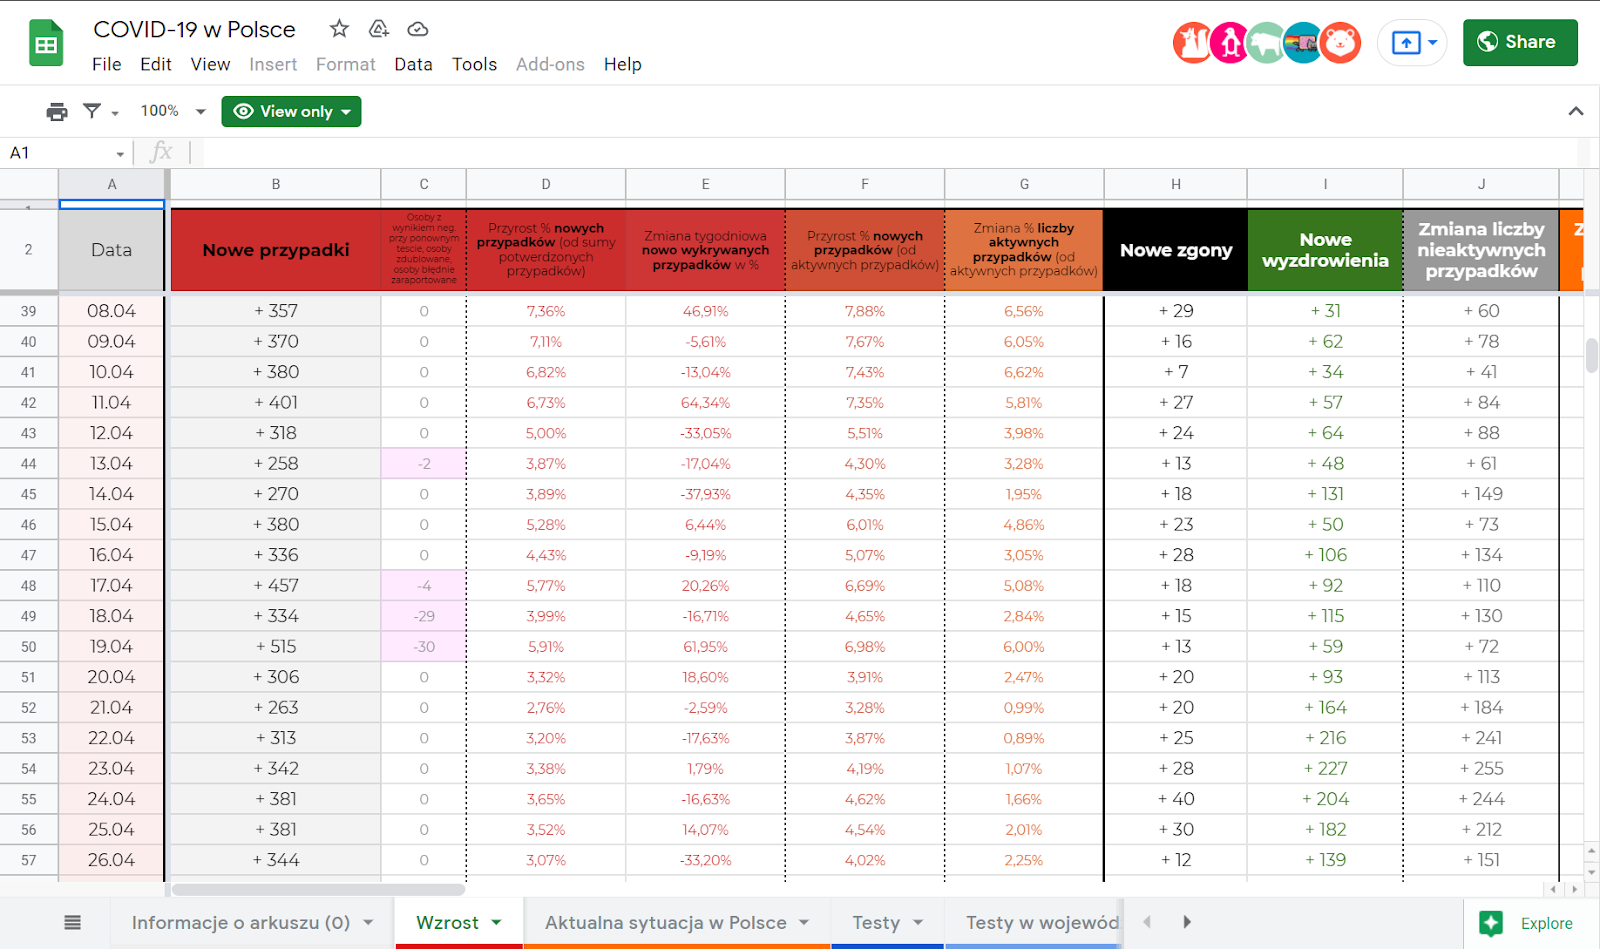 COVID-19 w Polsce
File Edit View Insert Format Data Tools Add-ons Help
Share
100% View only
A1 fx
A B C D E F G H I J
1
2 Data Nowe przypadki Osoby z wynikiem neg. przy ponownym teście, osoby zdublowane, osoby błędnie zaraportowane Przyrost % nowych przypadków (od sumy potwerdzonych przypadków) Zmiana tygodniowa nowo wykrywanych przypadków w % Przyrost % nowych przypadków (od aktywnych przypadków) Zmiana % liczby aktywnych przypadków (od aktywnych przypadków) Nowe zgony Nowe wyzdrowienia Zmiana liczby nieaktywnych przypadków Z
39 08.04 + 357 0 7,36% 46,91% 7,88% 6,56% + 29 + 31 + 60
40 09.04 + 370 0 7,11% -5,61% 7,67% 6,05% + 16 + 62 + 78
41 10.04 + 380 0 6,82% -13,04% 7,43% 6,62% + 7 + 34 + 41
42 11.04 + 401 0 6,73% 64,34% 7,35% 5,81% + 27 + 57 + 84
43 12.04 + 318 0 5,00% -33,05% 5,51% 3,98% + 24 + 64 + 88
44 13.04 + 258 -2 3,87% -17,04% 4,30% 3,28% + 13 + 48 + 61
45 14.04 + 270 0 3,89% -37,93% 4,35% 1,95% + 18 + 131 + 149
46 15.04 + 380 0 5,28% 6,44% 6,01% 4,86% + 23 + 50 + 73
47 16.04 + 336 0 4,43% -9,19% 5,07% 3,05% + 28 + 106 + 134
48 17.04 + 457 -4 5,77% 20,26% 6,69% 5,08% + 18 + 92 + 110
49 18.04 + 334 -29 3,99% -16,71% 4,65% 2,84% + 15 + 115 + 130
50 19.04 + 515 -30 5,91% 61,95% 6,98% 6,00% + 13 + 59 + 72
51 20.04 + 306 0 3,32% 18,60% 3,91% 2,47% + 20 + 93 + 113
52 21.04 + 263 0 2,76% -2,59% 3,28% 0,99% + 20 + 164 + 184
53 22.04 + 313 0 3,20% -17,63% 3,87% 0,89% + 25 + 216 + 241
54 23.04 + 342 0 3,38% 1,79% 4,19% 1,07% + 28 + 227 + 255
55 24.04 + 381 0 3,65% -16,63% 4,62% 1,66% + 40 + 204 + 244
56 25.04 + 381 0 3,52% 14,07% 4,54% 2,01% + 30 + 182 + 212
57 26.04 + 344 0 3,07% -33,20% 4,02% 2,25% + 12 + 139 + 151
Informacje o arkuszu (0) Wzrost Aktualna sytuacja w Polsce Testy Testy w wojewód Explore